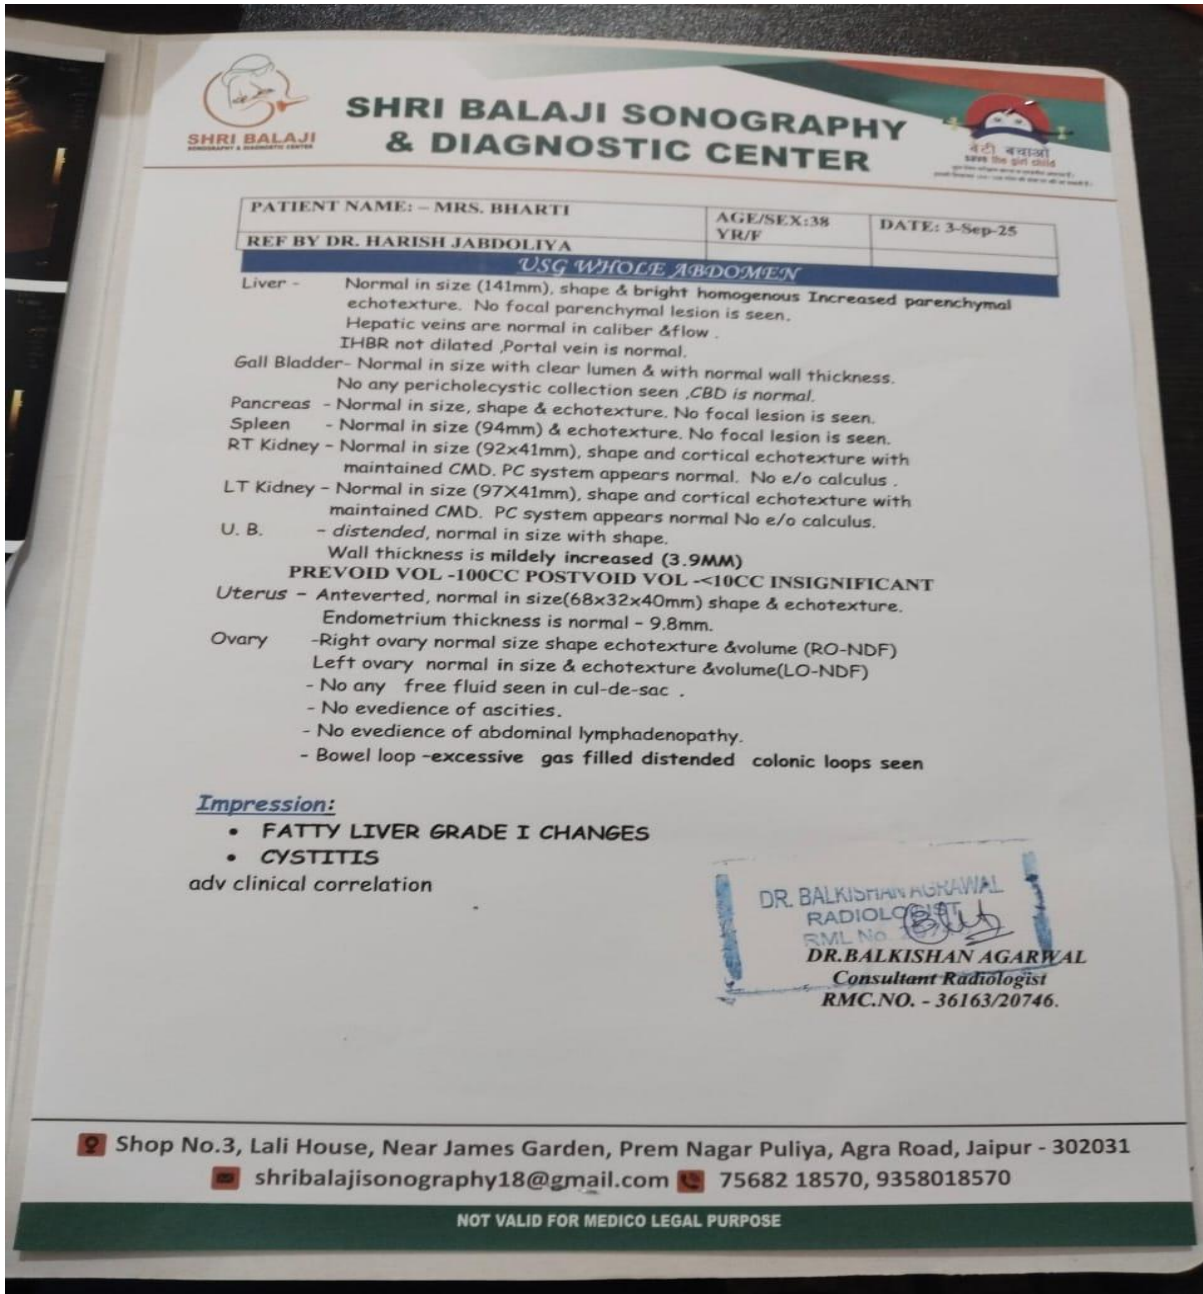 SHRI BALAJI
SONOGRAPHY & DIAGNOSTIC CENTER
SHRI BALAJI SONOGRAPHY
& DIAGNOSTIC CENTER
बेटी बचाओ
save the girl child
PATIENT NAME: – MRS. BHARTI
AGE/SEX:38
YR/F
DATE: 3-Sep-25
REF BY DR. HARISH JABDOLIYA
USG WHOLE ABDOMEN
Liver - Normal in size (141mm), shape & bright homogenous Increased parenchymal
echotexture. No focal parenchymal lesion is seen.
Hepatic veins are normal in caliber &flow .
IHBR not dilated ,Portal vein is normal.
Gall Bladder- Normal in size with clear lumen & with normal wall thickness.
No any pericholecystic collection seen ,CBD is normal.
Pancreas - Normal in size, shape & echotexture. No focal lesion is seen.
Spleen - Normal in size (94mm) & echotexture. No focal lesion is seen.
RT Kidney – Normal in size (92x41mm), shape and cortical echotexture with
maintained CMD. PC system appears normal. No e/o calculus .
LT Kidney – Normal in size (97X41mm), shape and cortical echotexture with
maintained CMD. PC system appears normal No e/o calculus.
U. B. – distended, normal in size with shape.
Wall thickness is mildely increased (3.9MM)
PREVOID VOL -100CC POSTVOID VOL -<10CC INSIGNIFICANT
Uterus – Anteverted, normal in size(68x32x40mm) shape & echotexture.
Endometrium thickness is normal – 9.8mm.
Ovary -Right ovary normal size shape echotexture &volume (RO-NDF)
Left ovary normal in size & echotexture &volume(LO-NDF)
- No any free fluid seen in cul-de-sac .
- No evedience of ascities.
- No evedience of abdominal lymphadenopathy.
- Bowel loop -excessive gas filled distended colonic loops seen
Impression:
• FATTY LIVER GRADE I CHANGES
• CYSTITIS
adv clinical correlation
DR. BALKISHAN AGRAWAL
RADIOLOGIST
RML No.
DR.BALKISHAN AGARWAL
Consultant Radiologist
RMC.NO. - 36163/20746.
Shop No.3, Lali House, Near James Garden, Prem Nagar Puliya, Agra Road, Jaipur - 302031
shribalajisonography18@gmail.com 75682 18570, 9358018570
NOT VALID FOR MEDICO LEGAL PURPOSE